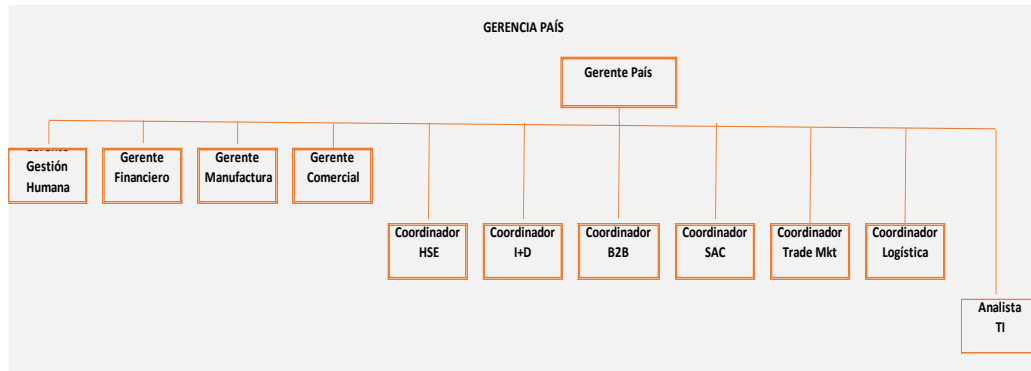 GERENCIA PAÍS
Gerente País
Gerente
Gestión
Humana
Gerente
Financiero
Gerente
Manufactura
Gerente
Comercial
Coordinador
HSE
Coordinador
I+D
Coordinador
B2B
Coordinador
SAC
Coordinador
Trade Mkt
Coordinador
Logística
Analista
TI